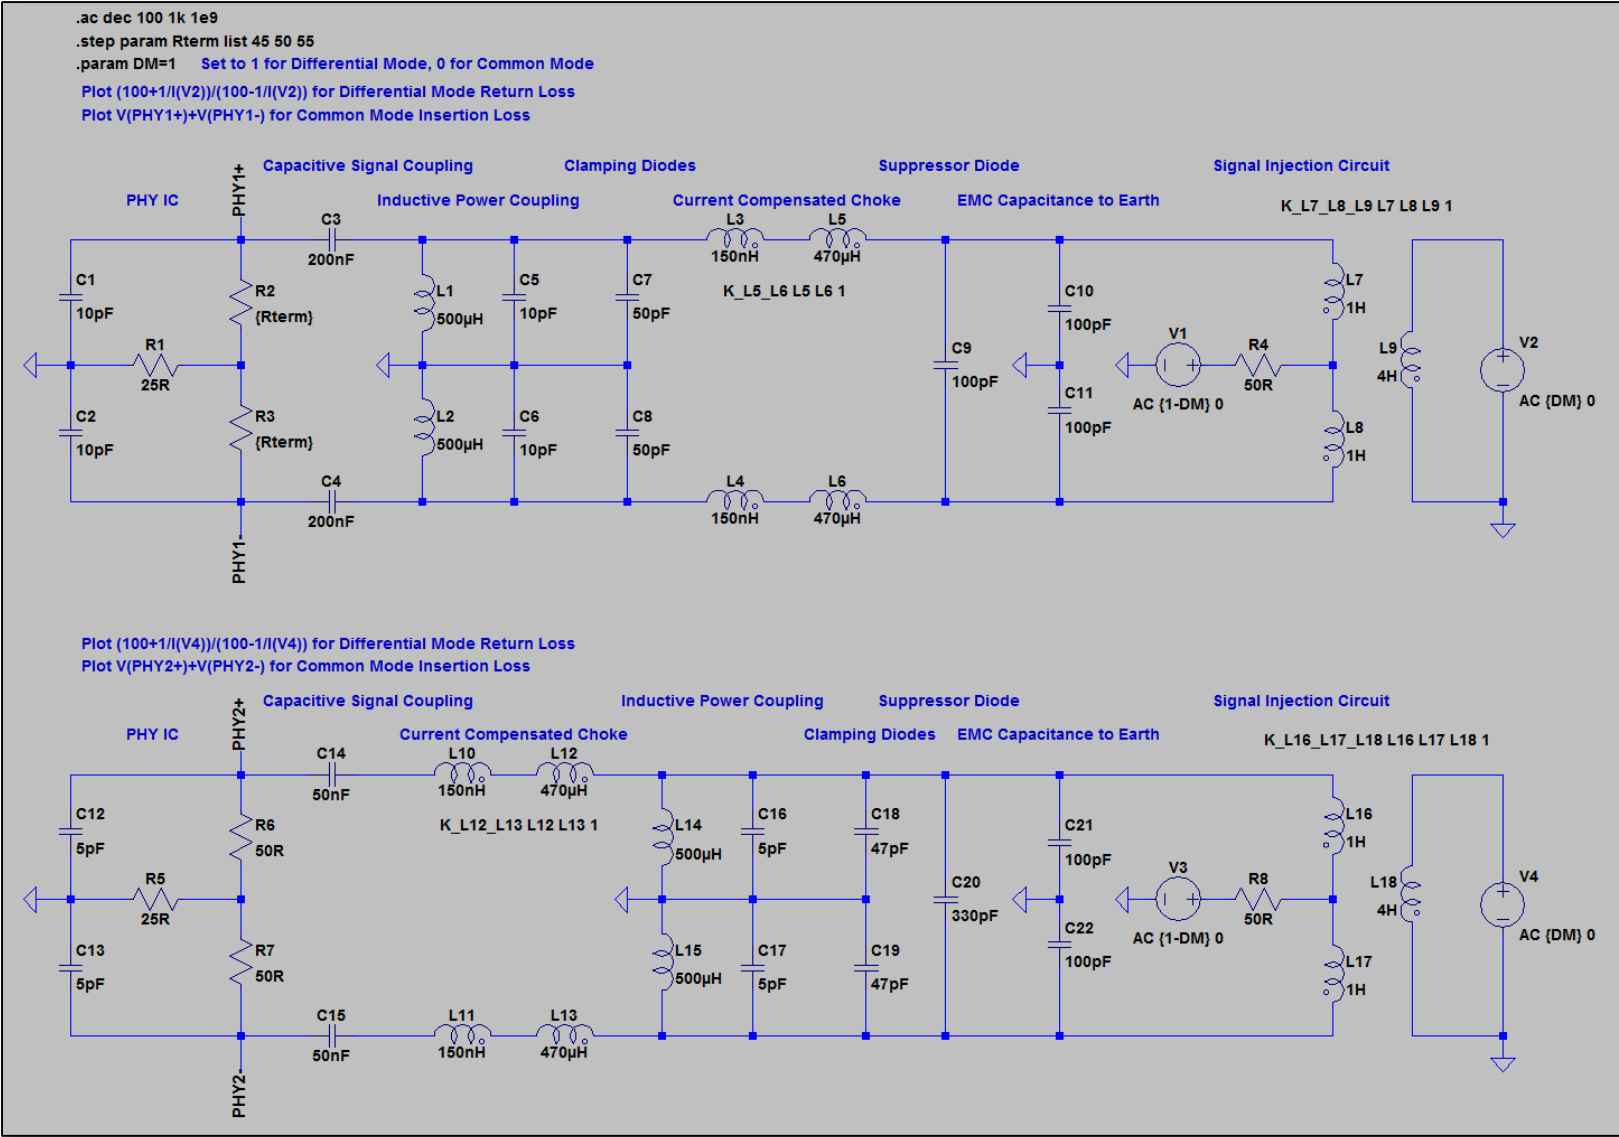 .ac dec 100 1k 1e9
.step param Rterm list 45 50 55
.param DM=1 Set to 1 for Differential Mode, 0 for Common Mode
Plot (100+1/I(V2))/(100-1/I(V2)) for Differential Mode Return Loss
Plot V(PHY1+)+V(PHY1-) for Common Mode Insertion Loss
PHY1+
Capacitive Signal Coupling
Clamping Diodes
Suppressor Diode
Signal Injection Circuit
PHY IC
Inductive Power Coupling
Current Compensated Choke
EMC Capacitance to Earth
K_L7_L8_L9 L7 L8 L9 1
C3
200nF
L3
150nH
L5
470µH
K_L5_L6 L5 L6 1
C1
10pF
R2
{Rterm}
L1
500µH
C5
10pF
C7
50pF
C10
100pF
L7
1H
R1
25R
C9
100pF
V1
AC {1-DM} 0
R4
50R
L9
4H
V2
AC {DM} 0
C2
10pF
R3
{Rterm}
L2
500µH
C6
10pF
C8
50pF
C11
100pF
L8
1H
C4
200nF
L4
150nH
L6
470µH
PHY1-
Plot (100+1/I(V4))/(100-1/I(V4)) for Differential Mode Return Loss
Plot V(PHY2+)+V(PHY2-) for Common Mode Insertion Loss
PHY2+
Capacitive Signal Coupling
Inductive Power Coupling
Suppressor Diode
Signal Injection Circuit
PHY IC
Current Compensated Choke
Clamping Diodes
EMC Capacitance to Earth
K_L16_L17_L18 L16 L17 L18 1
C14
50nF
L10
150nH
L12
470µH
K_L12_L13 L12 L13 1
C12
5pF
R6
50R
L14
500µH
C16
5pF
C18
47pF
C21
100pF
L16
1H
R5
25R
C20
330pF
V3
AC {1-DM} 0
R8
50R
L18
4H
V4
AC {DM} 0
C13
5pF
R7
50R
L15
500µH
C17
5pF
C19
47pF
C22
100pF
L17
1H
C15
50nF
L11
150nH
L13
470µH
PHY2-